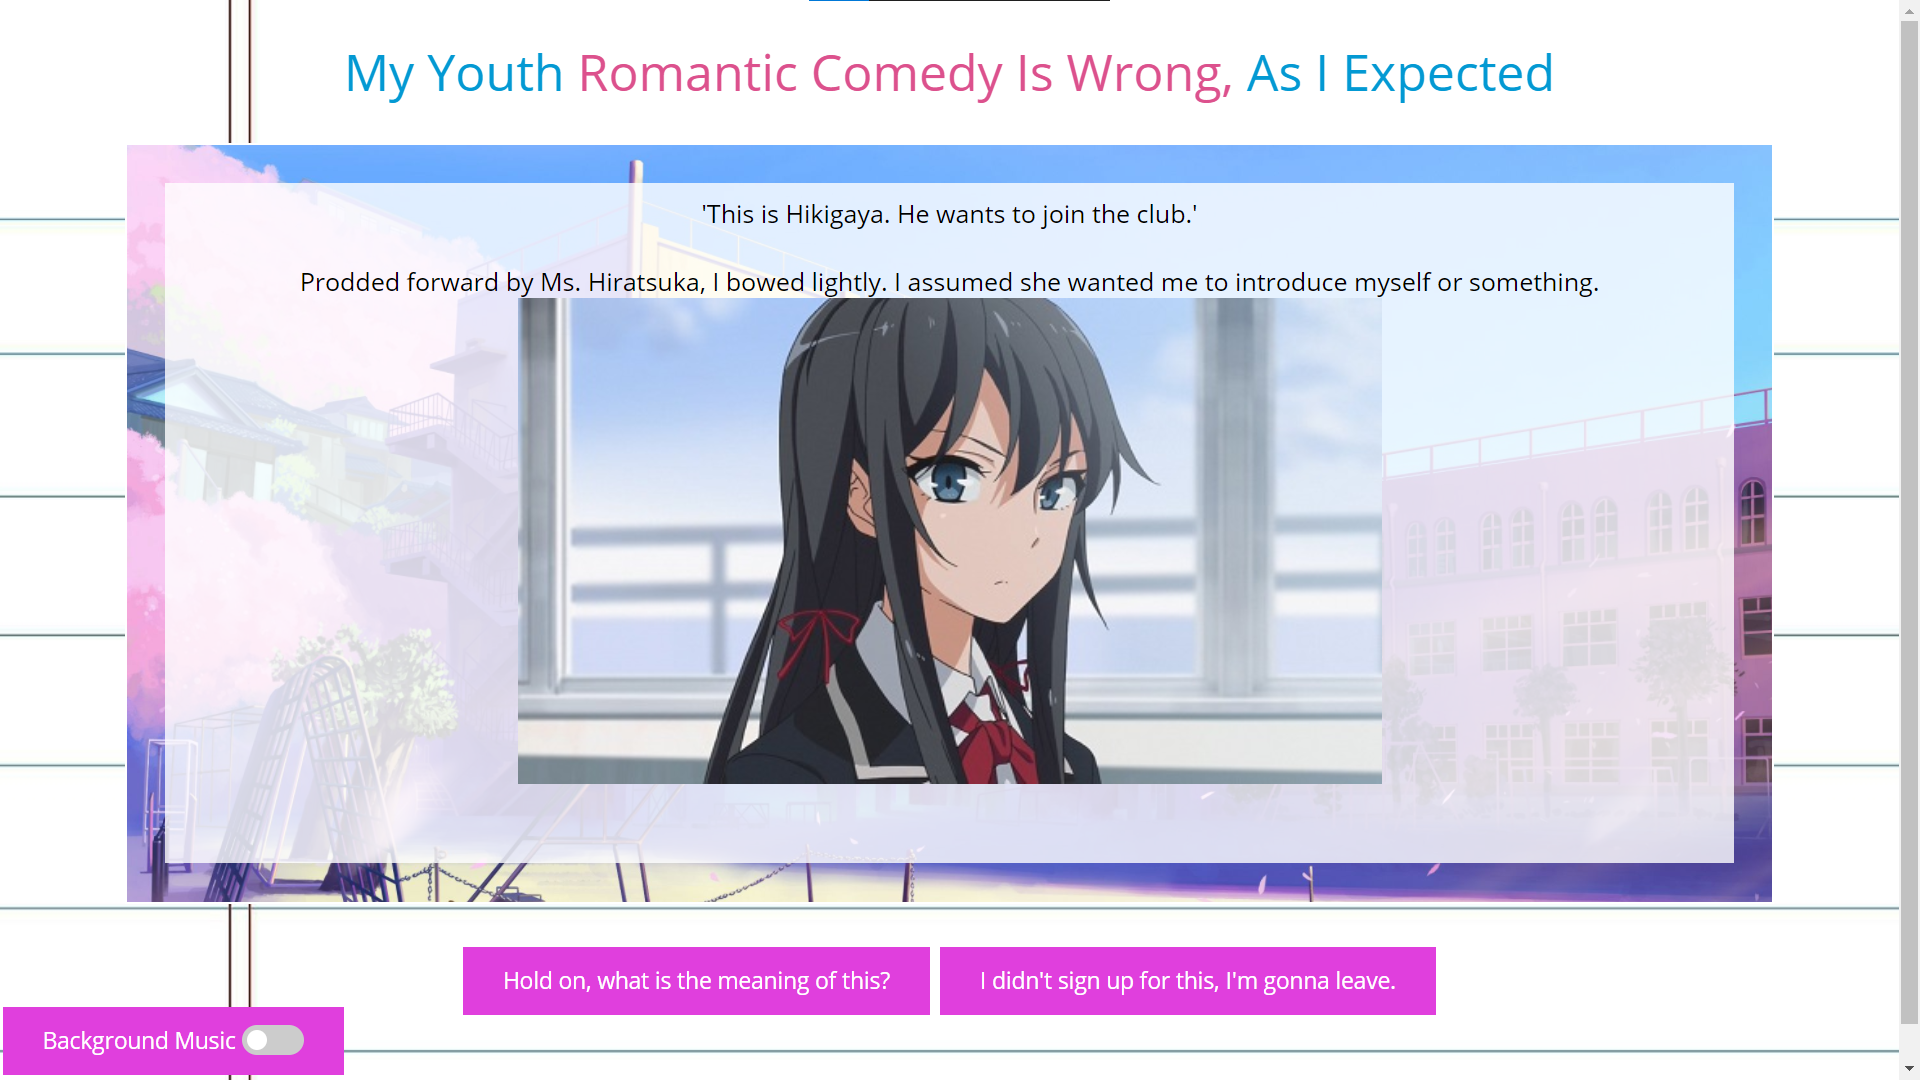 My Youth Romantic Comedy Is Wrong, As I Expected
'This is Hikigaya. He wants to join the club.'
Prodded forward by Ms. Hiratsuka, I bowed lightly. I assumed she wanted me to introduce myself or something.
Hold on, what is the meaning of this?
I didn't sign up for this, I'm gonna leave.
Background Music